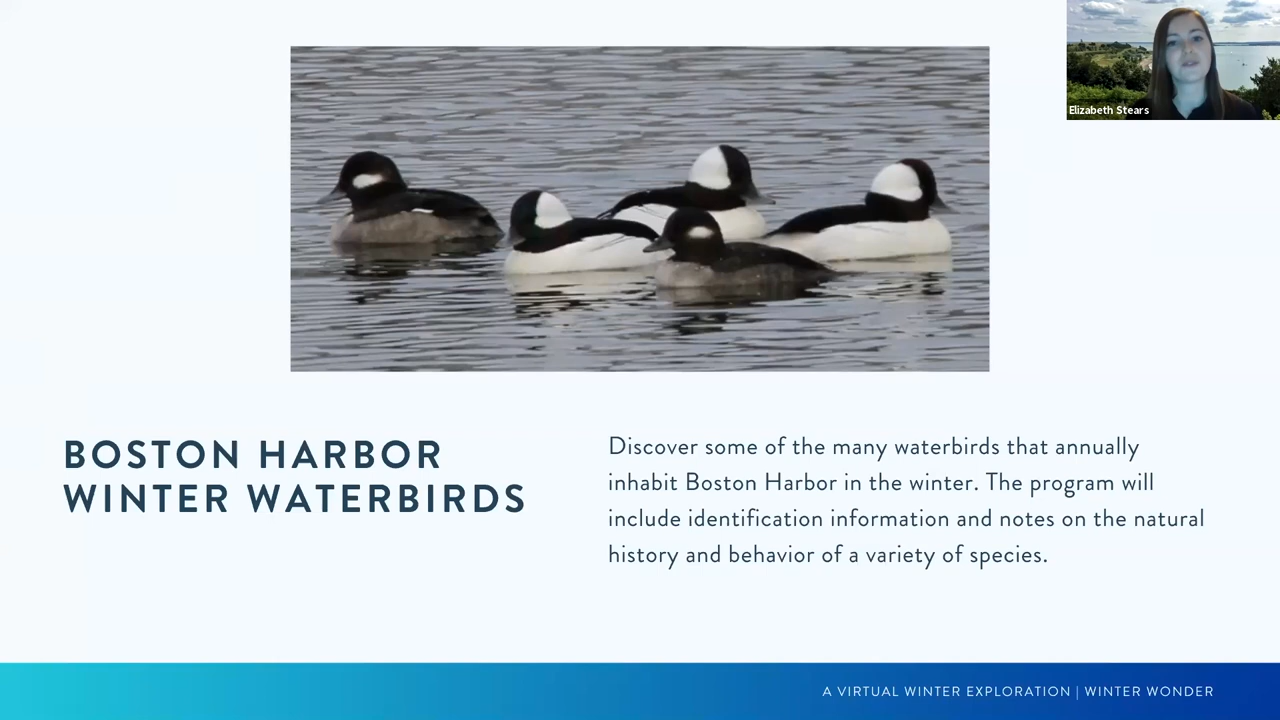 Elizabeth Stears
BOSTON HARBOR
WINTER WATERBIRDS
Discover some of the many waterbirds that annually
inhabit Boston Harbor in the winter. The program will
include identification information and notes on the natural
history and behavior of a variety of species.
A VIRTUAL WINTER EXPLORATION | WINTER WONDER